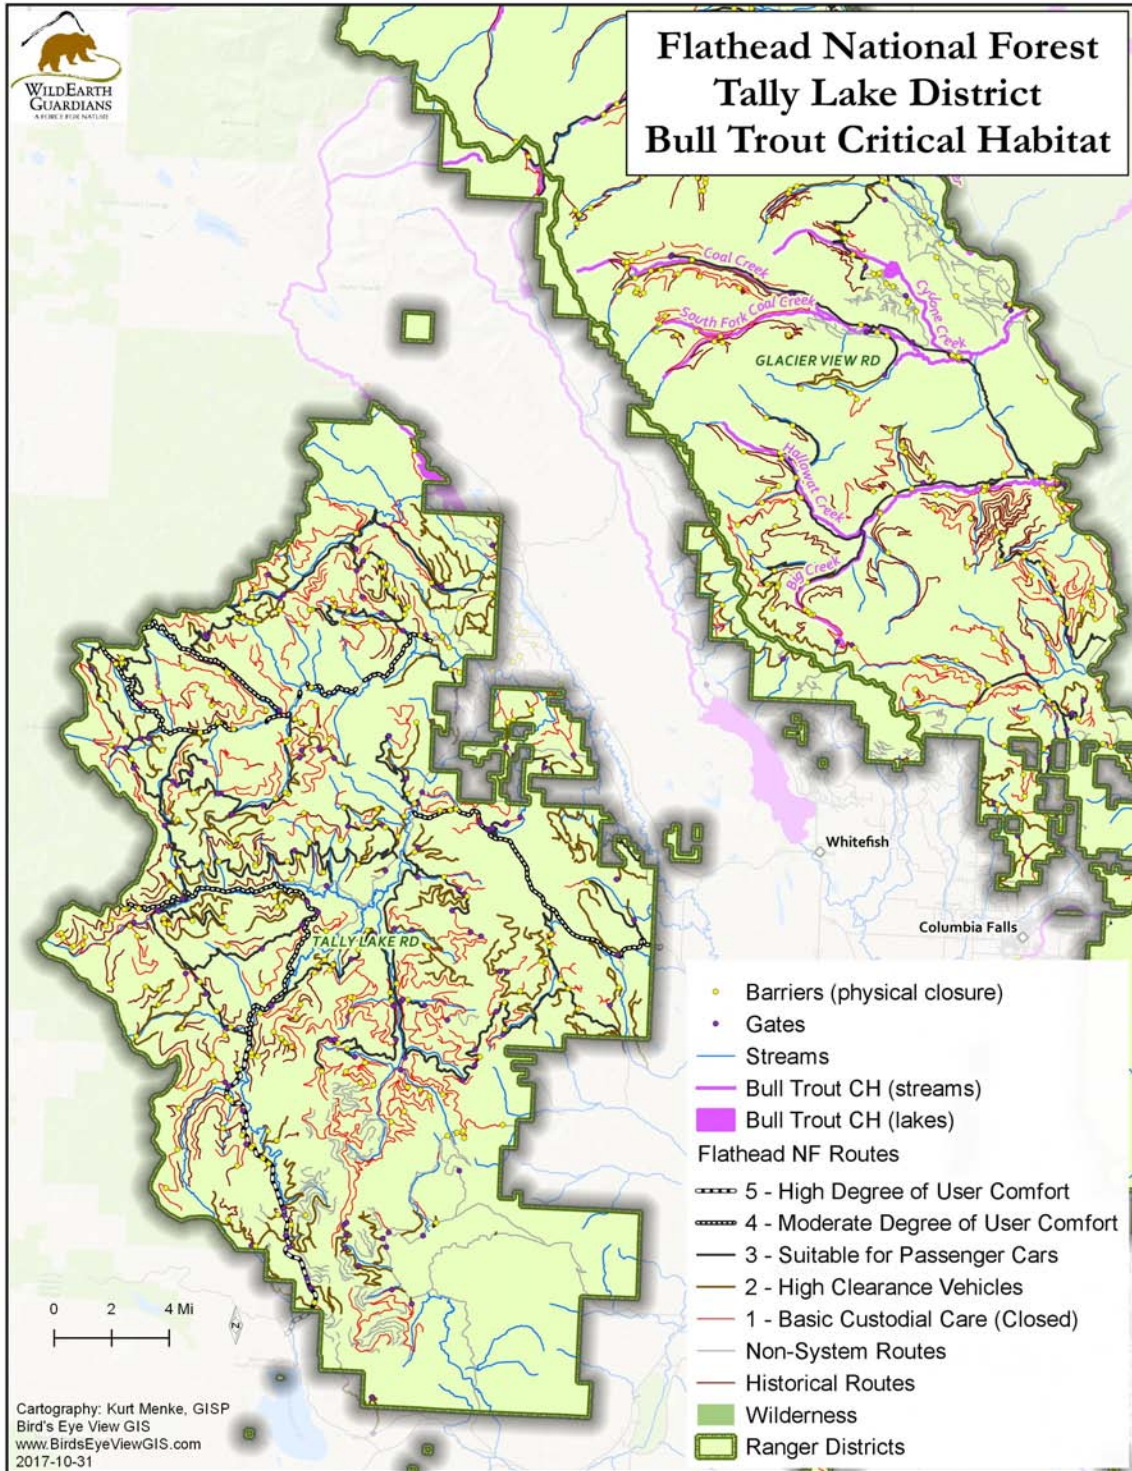 WILDEARTH
GUARDIANS
A FORCE FOR NATURE
Flathead National Forest
Tally Lake District
Bull Trout Critical Habitat
Coal Creek
South Fork Coal Creek
Cyclone Creek
GLACIER VIEW RD
Hallowat Creek
Big Creek
Whitefish
Columbia Falls
TALLY LAKE RD
Barriers (physical closure)
Gates
Streams
Bull Trout CH (streams)
Bull Trout CH (lakes)
Flathead NF Routes
5 - High Degree of User Comfort
4 - Moderate Degree of User Comfort
3 - Suitable for Passenger Cars
2 - High Clearance Vehicles
1 - Basic Custodial Care (Closed)
Non-System Routes
Historical Routes
Wilderness
Ranger Districts
0 2 4 Mi
N
Cartography: Kurt Menke, GISP
Bird's Eye View GIS
www.BirdsEyeViewGIS.com
2017-10-31